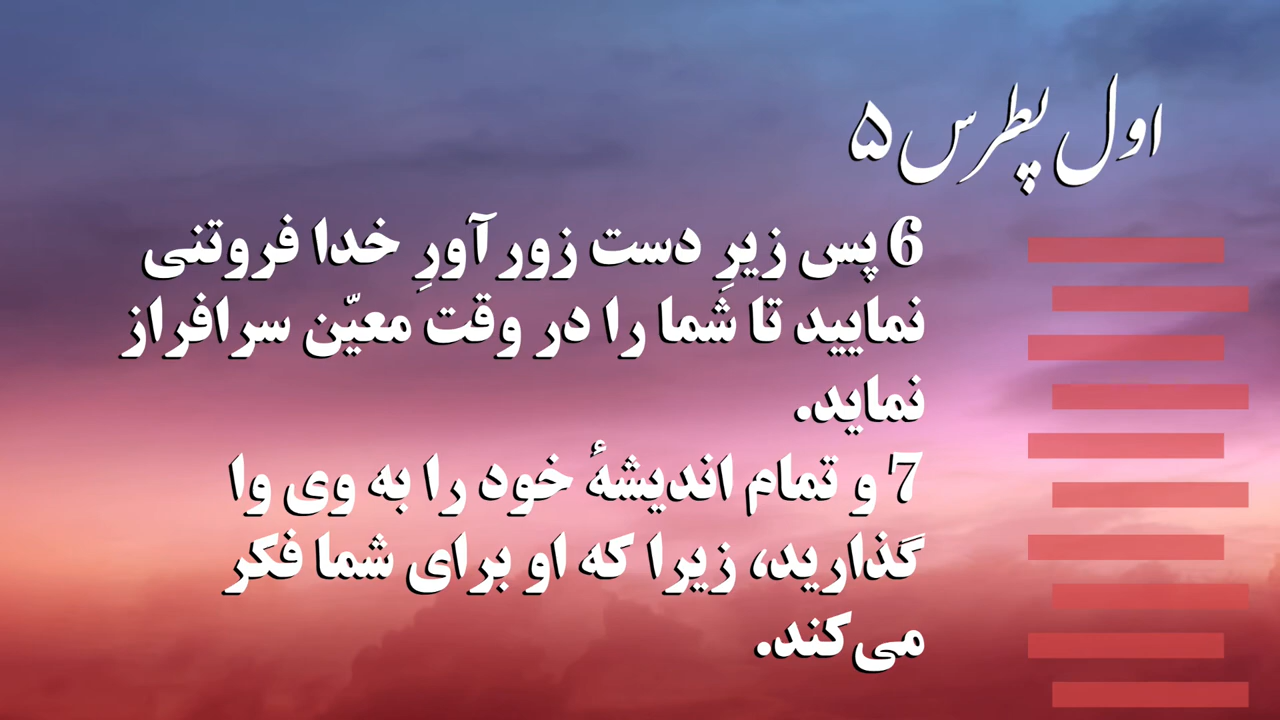 اول پطرس ۵
6 پس زیرِ دست زورآورِ خدا فروتنی
نمایید تا شما را در وقت معیّن سرافراز
نماید.
7 و تمام اندیشهٔ خود را به وی وا
گذارید، زیرا که او برای شما فکر
می‌کند.